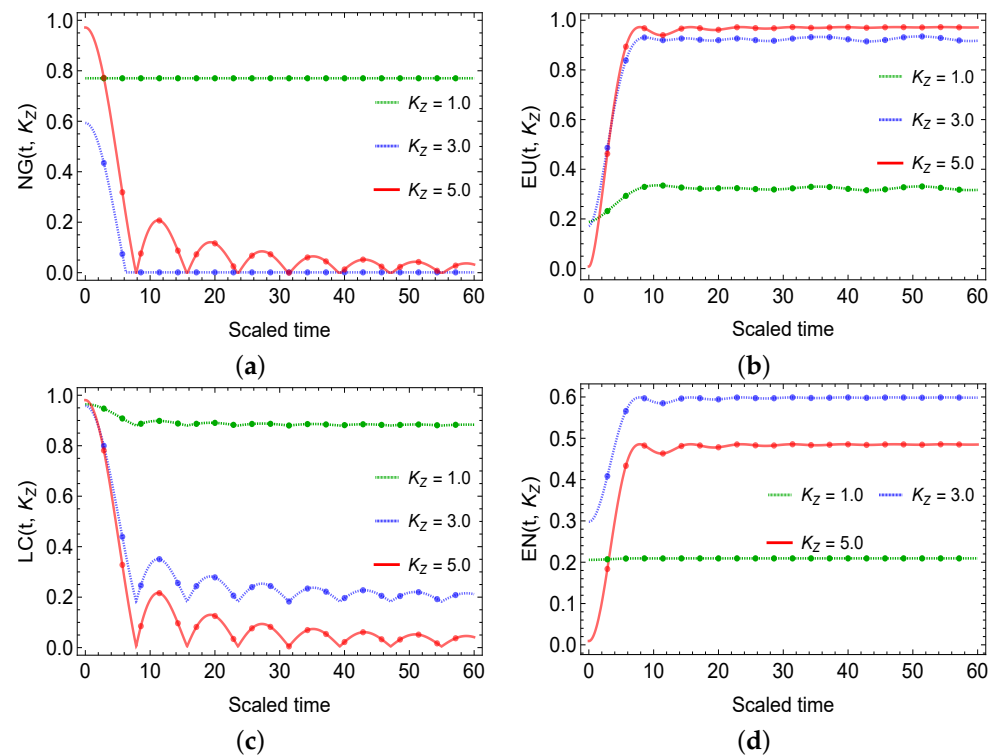 NG(t, K_Z)
1.0
0.8
0.6
0.4
0.2
0.0
K_Z = 1.0
K_Z = 3.0
K_Z = 5.0
0 10 20 30 40 50 60
Scaled time
(a)
EU(t, K_Z)
1.0
0.8
0.6
0.4
0.2
0.0
K_Z = 1.0
K_Z = 3.0
K_Z = 5.0
0 10 20 30 40 50 60
Scaled time
(b)
LC(t, K_Z)
1.0
0.8
0.6
0.4
0.2
0.0
K_Z = 1.0
K_Z = 3.0
K_Z = 5.0
0 10 20 30 40 50 60
Scaled time
(c)
EN(t, K_Z)
0.6
0.5
0.4
0.3
0.2
0.1
0.0
K_Z = 1.0 K_Z = 3.0
K_Z = 5.0
0 10 20 30 40 50 60
Scaled time
(d)